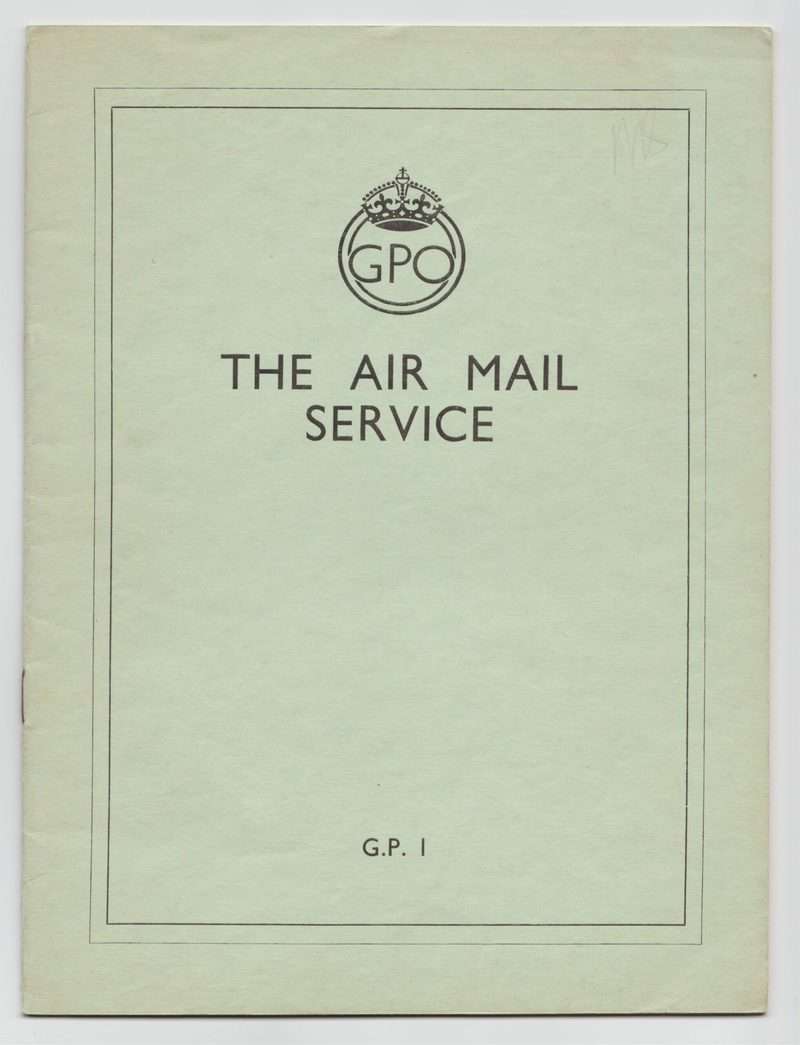 GPO
THE AIR MAIL
SERVICE
G.P. 1